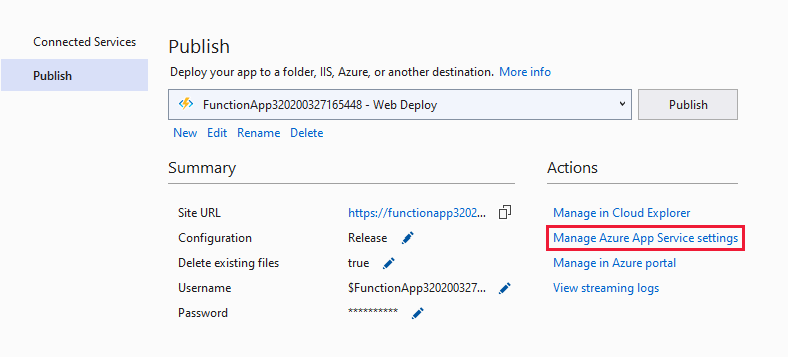 Connected Services
Publish
Publish
Deploy your app to a folder, IIS, Azure, or another destination. More info
FunctionApp320200327165448 - Web Deploy
Publish
New Edit Rename Delete
Summary
Actions
Site URL https://functionapp3202...
Manage in Cloud Explorer
Configuration Release
Manage Azure App Service settings
Delete existing files true
Manage in Azure portal
Username $FunctionApp320200327...
View streaming logs
Password **********